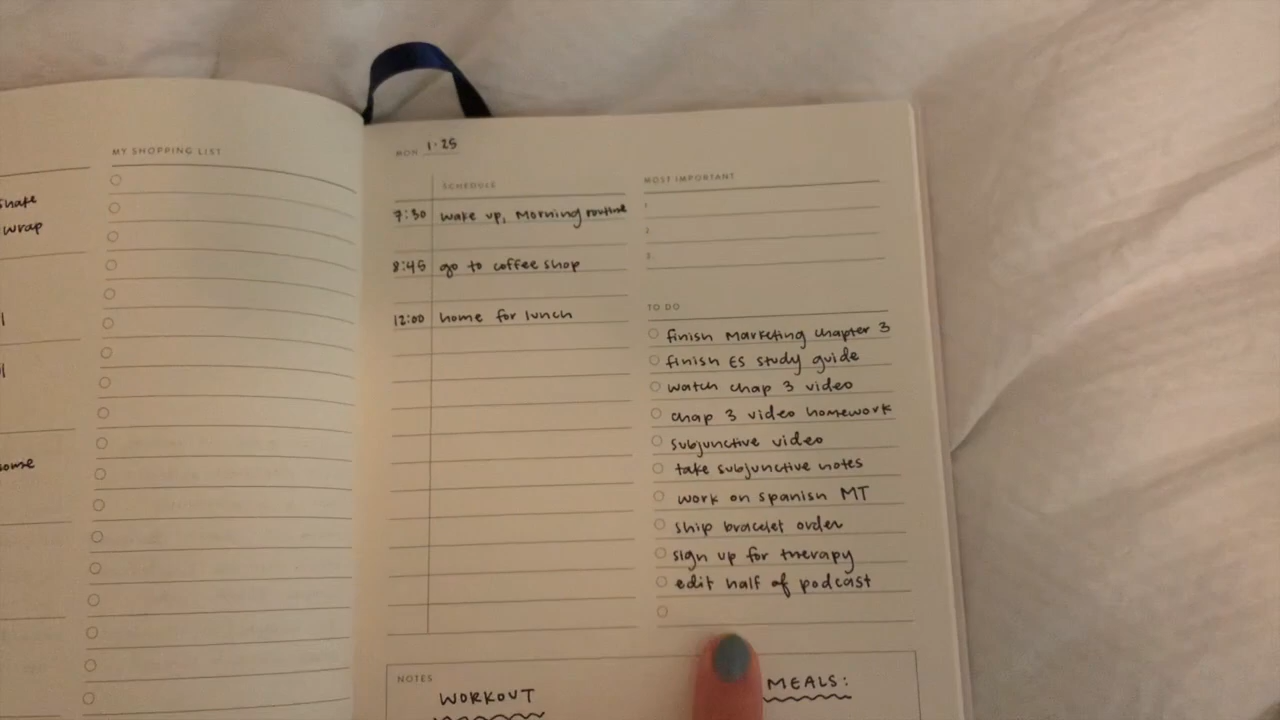 MY SHOPPING LIST
wrap
MON 1·25
SCHEDULE
7:30 wake up, Morning routine
8:45 go to coffee shop
12:00 home for lunch
MOST IMPORTANT
1
2
3
TO DO
finish Marketing chapter 3
finish ES study guide
watch chap 3 video
chap 3 video homework
subjunctive video
take subjunctive notes
work on spanish MT
ship bracelet order
sign up for therapy
edit half of podcast
NOTES
WORKOUT
MEALS: